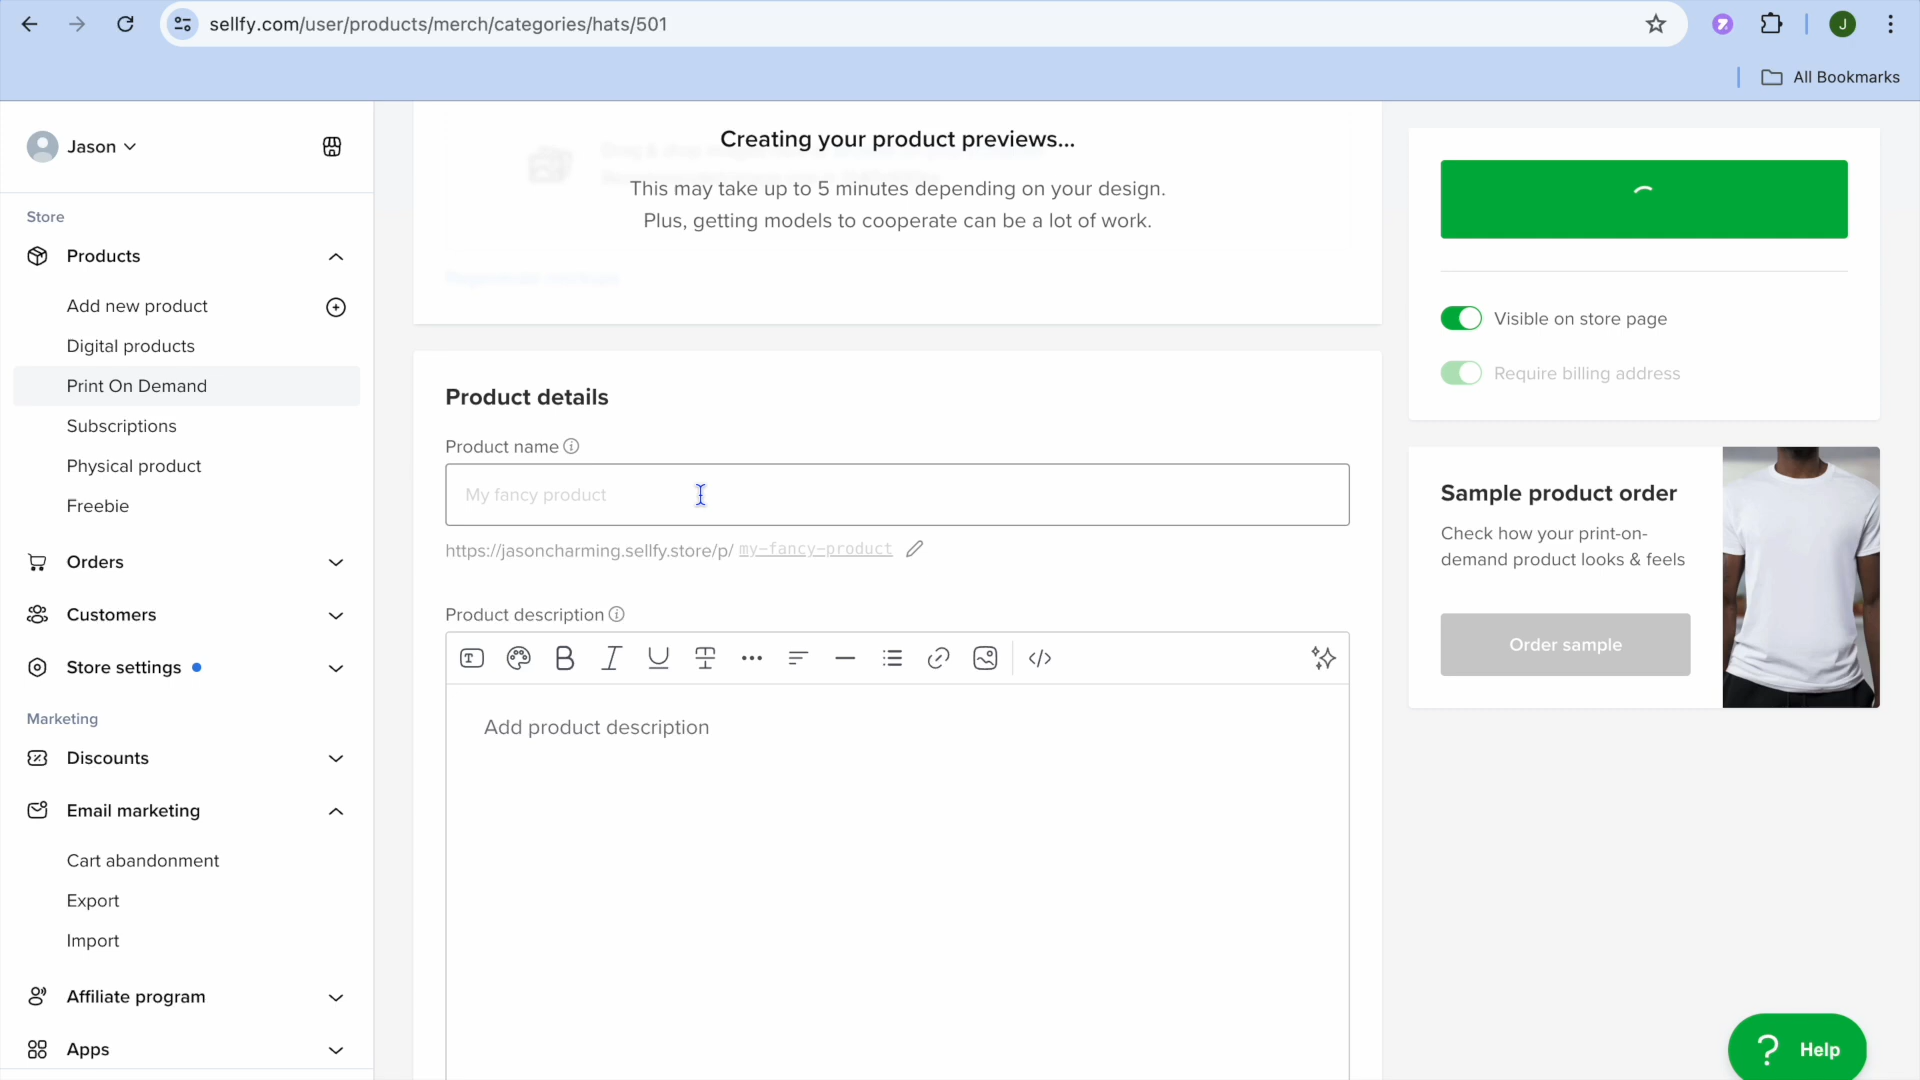 sellfy.com/user/products/merch/categories/hats/501
J
All Bookmarks
Jason
Store
Products
Add new product
Digital products
Print On Demand
Subscriptions
Physical product
Freebie
Orders
Customers
Store settings
Marketing
Discounts
Email marketing
Cart abandonment
Export
Import
Affiliate program
Apps
Creating your product previews...
This may take up to 5 minutes depending on your design.
Plus, getting models to cooperate can be a lot of work.
Product details
Product name
My fancy product
https://jasoncharming.sellfy.store/p/ my-fancy-product
Product description
Add product description
Visible on store page
Require billing address
Sample product order
Check how your print-on-
demand product looks & feels
Order sample
? Help